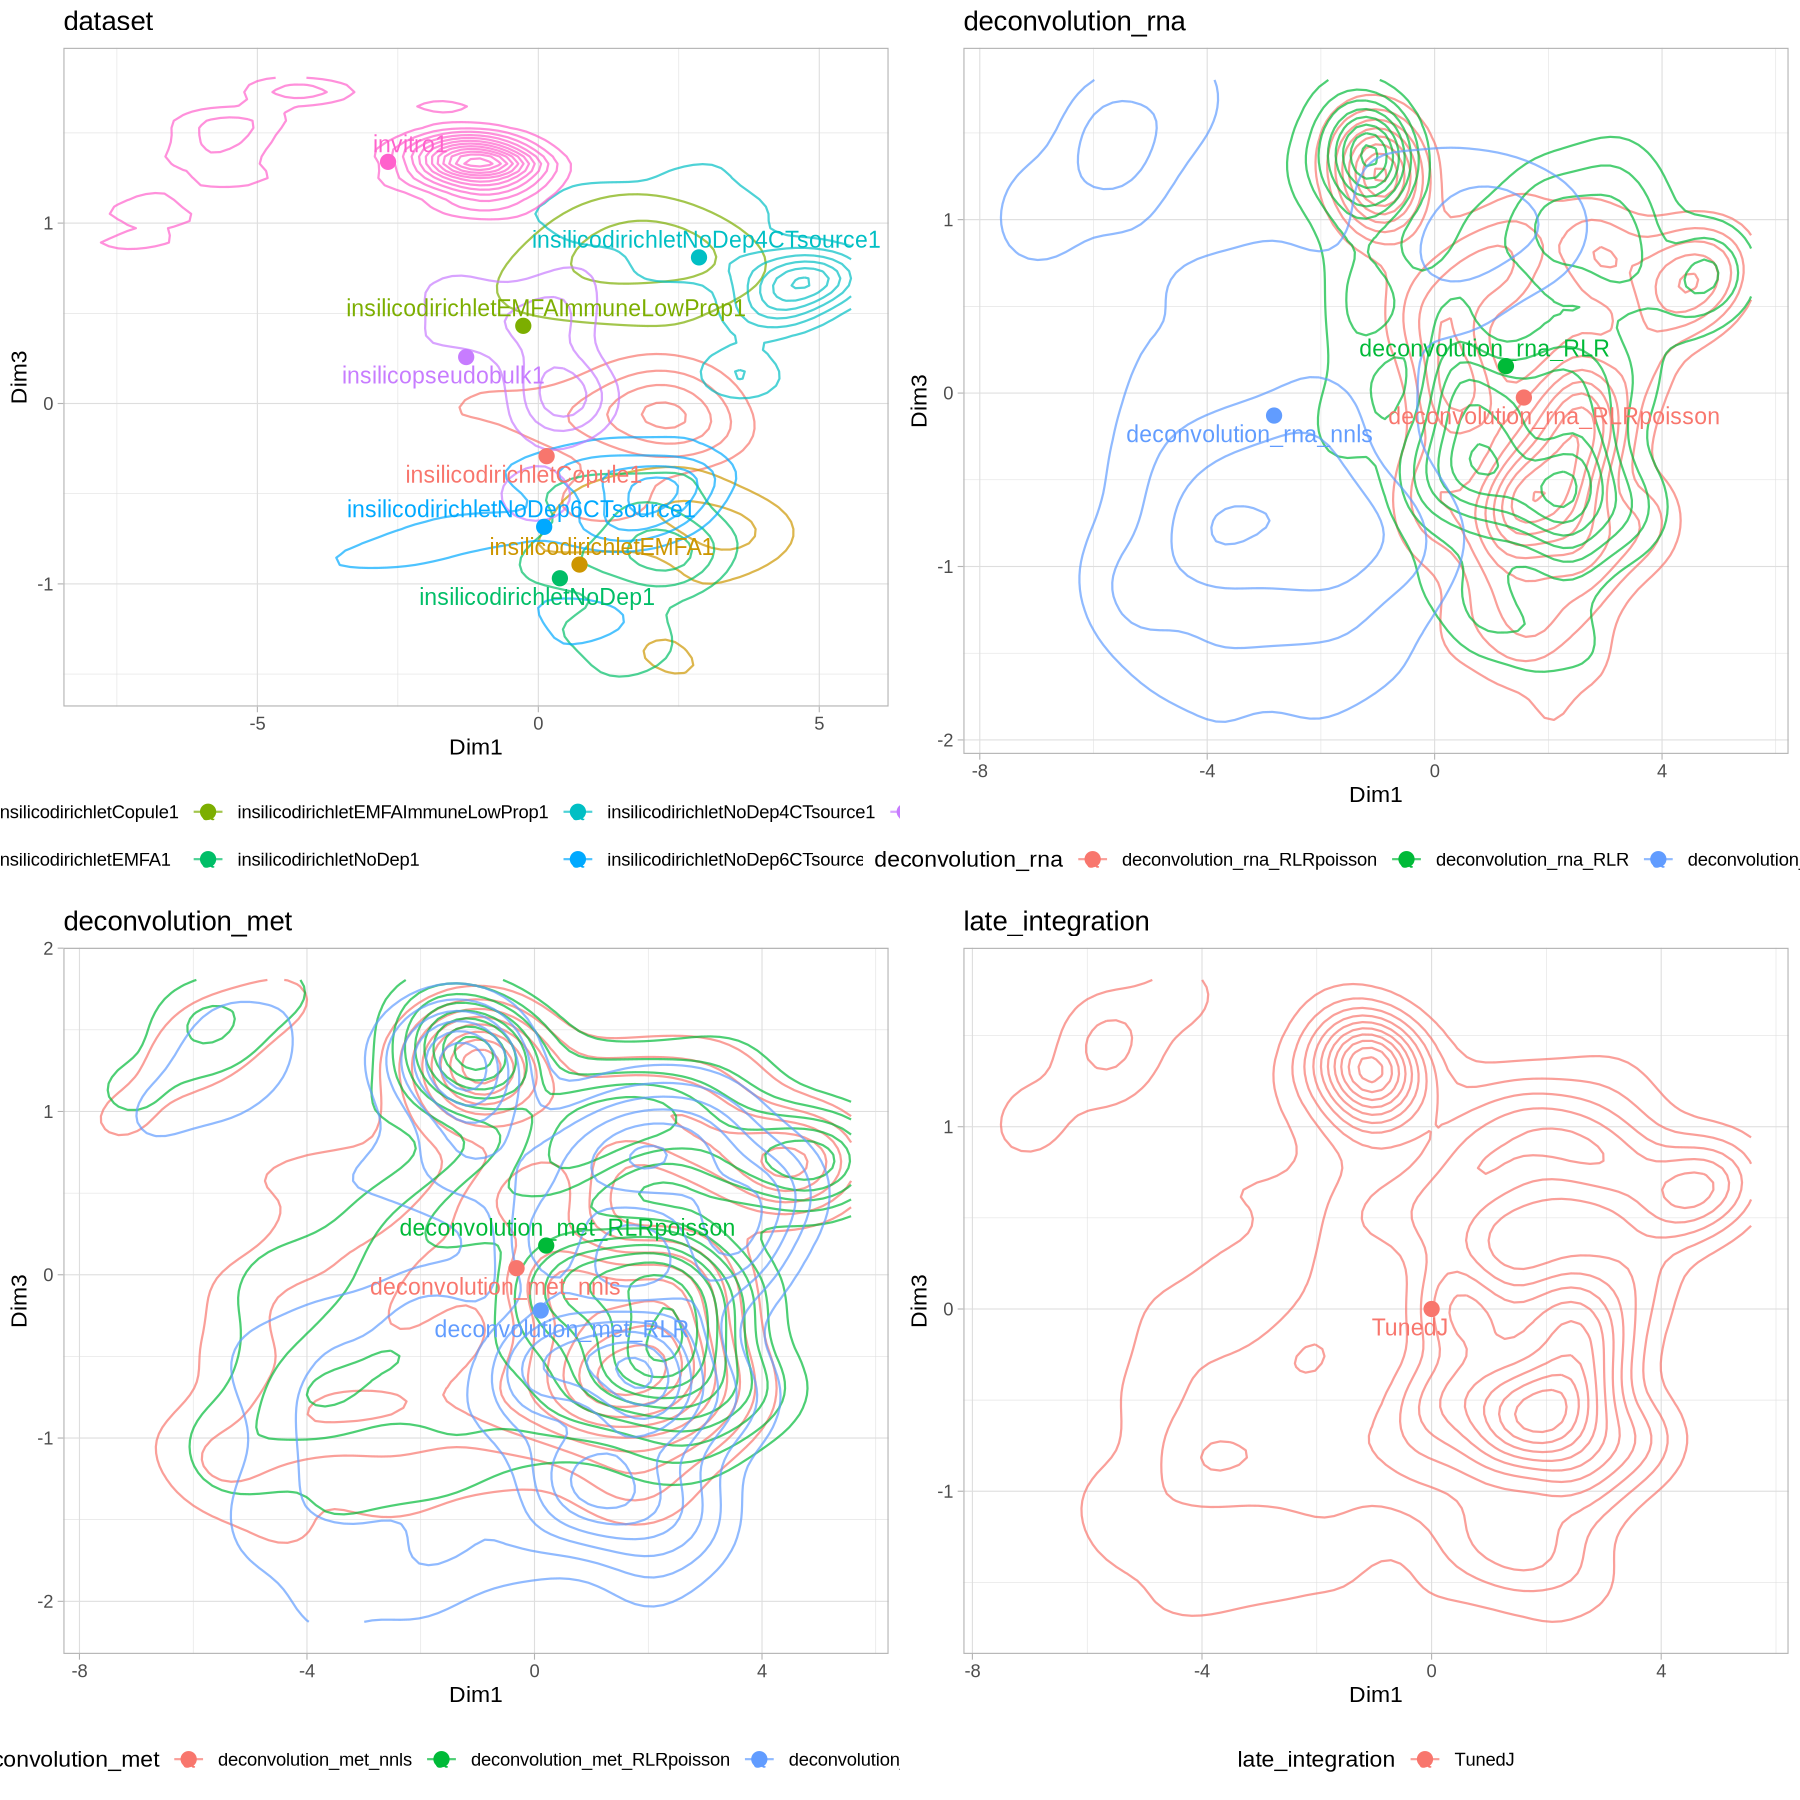 dataset
invitro1
insilicodirichletNoDep4CTsource1
insilicodirichletEMFAImmuneLowProp1
insilicopseudobulk1
insilicodirichletCopule1
insilicodirichletNoDep6CTsource1
insilicodirichletEMFA1
insilicodirichletNoDep1
1
0
-1
Dim3
-5
0
5
Dim1
nsilicodirichletCopule1
insilicodirichletEMFAImmuneLowProp1
insilicodirichletNoDep4CTsource1
nsilicodirichletEMFA1
insilicodirichletNoDep1
insilicodirichletNoDep6CTsource
deconvolution_rna
deconvolution_rna_RLR
deconvolution_rna_RLRpoisson
deconvolution_rna_nnls
1
0
-1
-2
Dim3
-8
-4
0
4
Dim1
deconvolution_rna
deconvolution_rna_RLRpoisson
deconvolution_rna_RLR
deconvolution_
deconvolution_met
deconvolution_met_RLRpoisson
deconvolution_met_nnls
deconvolution_met_RLR
2
1
0
-1
-2
Dim3
-8
-4
0
4
Dim1
convolution_met
deconvolution_met_nnls
deconvolution_met_RLRpoisson
deconvolution_
late_integration
TunedJ
1
0
-1
Dim3
-8
-4
0
4
Dim1
late_integration
TunedJ